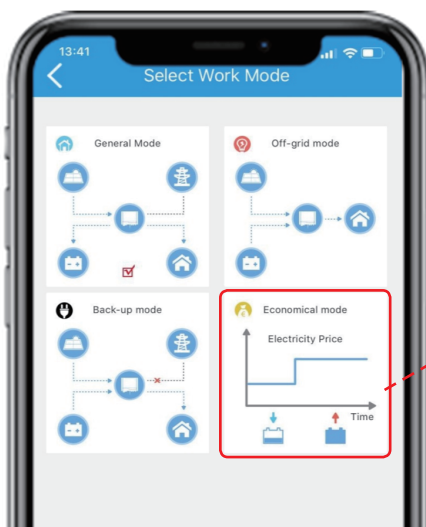 13:41
Select Work Mode
General Mode
Off-grid mode
Back-up mode
Economical mode
Electricity Price
Time